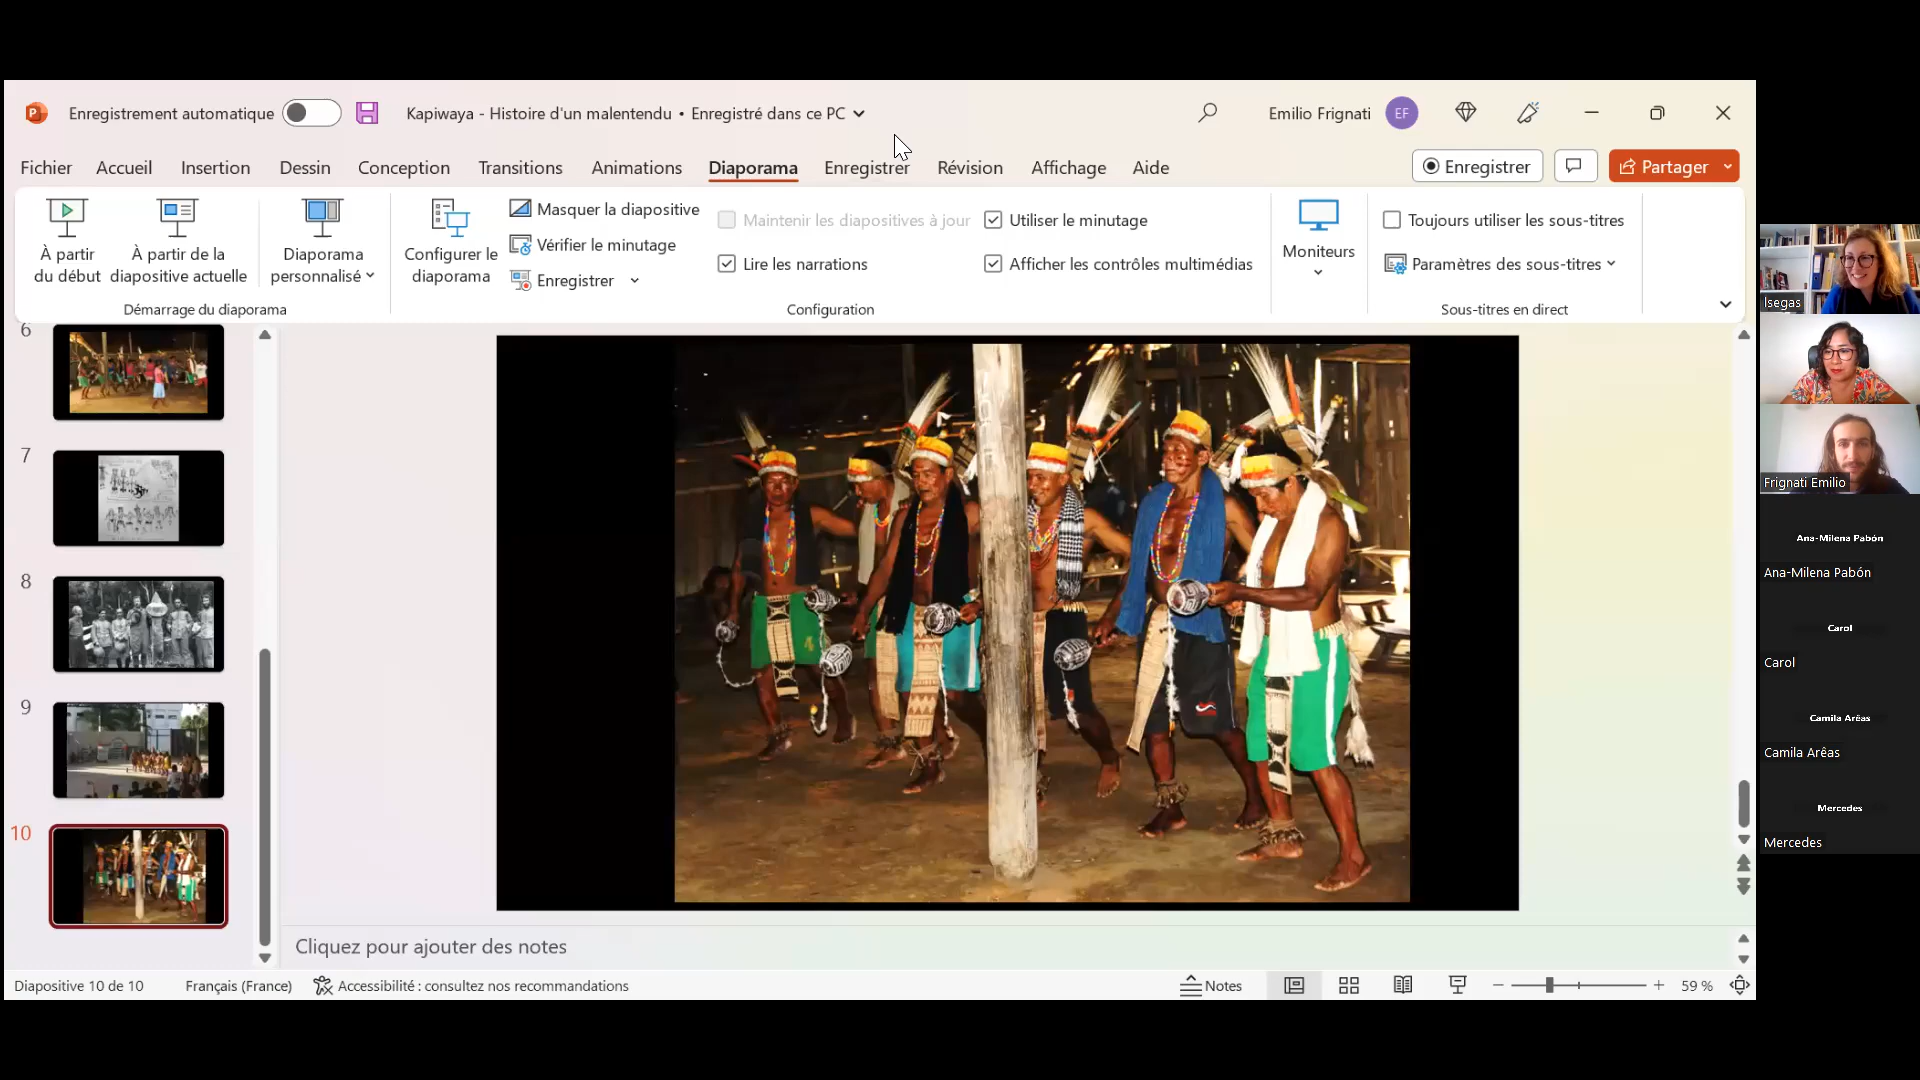 Enregistrement automatique
Kapiwaya - Histoire d'un malentendu • Enregistré dans ce PC
Emilio Frignati
EF
Fichier Accueil Insertion Dessin Conception Transitions Animations Diaporama Enregistrer Révision Affichage Aide
Enregistrer
Partager
À partir du début
À partir de la diapositive actuelle
Diaporama personnalisé
Démarrage du diaporama
Configurer le diaporama
Masquer la diapositive
Vérifier le minutage
Enregistrer
Maintenir les diapositives à jour
Lire les narrations
Utiliser le minutage
Afficher les contrôles multimédias
Configuration
Moniteurs
Toujours utiliser les sous-titres
Paramètres des sous-titres
Sous-titres en direct
6
7
8
9
10
Cliquez pour ajouter des notes
Diapositive 10 de 10
Français (France)
Accessibilité : consultez nos recommandations
Notes
59 %
Isegas
Frignati Emilio
Ana-Milena Pabón
Ana-Milena Pabón
Carol
Carol
Camila Arêas
Camila Arêas
Mercedes
Mercedes